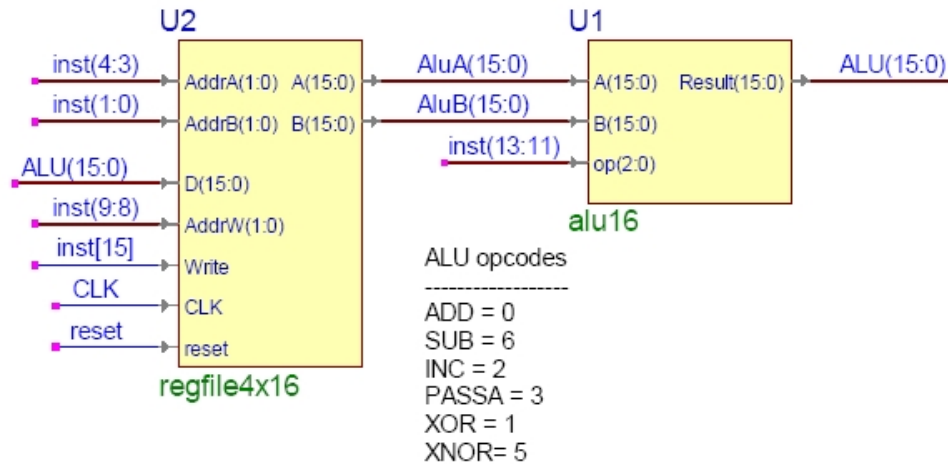 U2
U1
inst(4:3)
AddrA(1:0)
A(15:0)
AluA(15:0)
A(15:0)
Result(15:0)
ALU(15:0)
inst(1:0)
AddrB(1:0)
B(15:0)
AluB(15:0)
B(15:0)
inst(13:11)
op(2:0)
ALU(15:0)
D(15:0)
inst(9:8)
AddrW(1:0)
alu16
inst[15]
Write
CLK
CLK
reset
reset
regfile4x16
ALU opcodes
------------------
ADD = 0
SUB = 6
INC = 2
PASSA = 3
XOR = 1
XNOR= 5